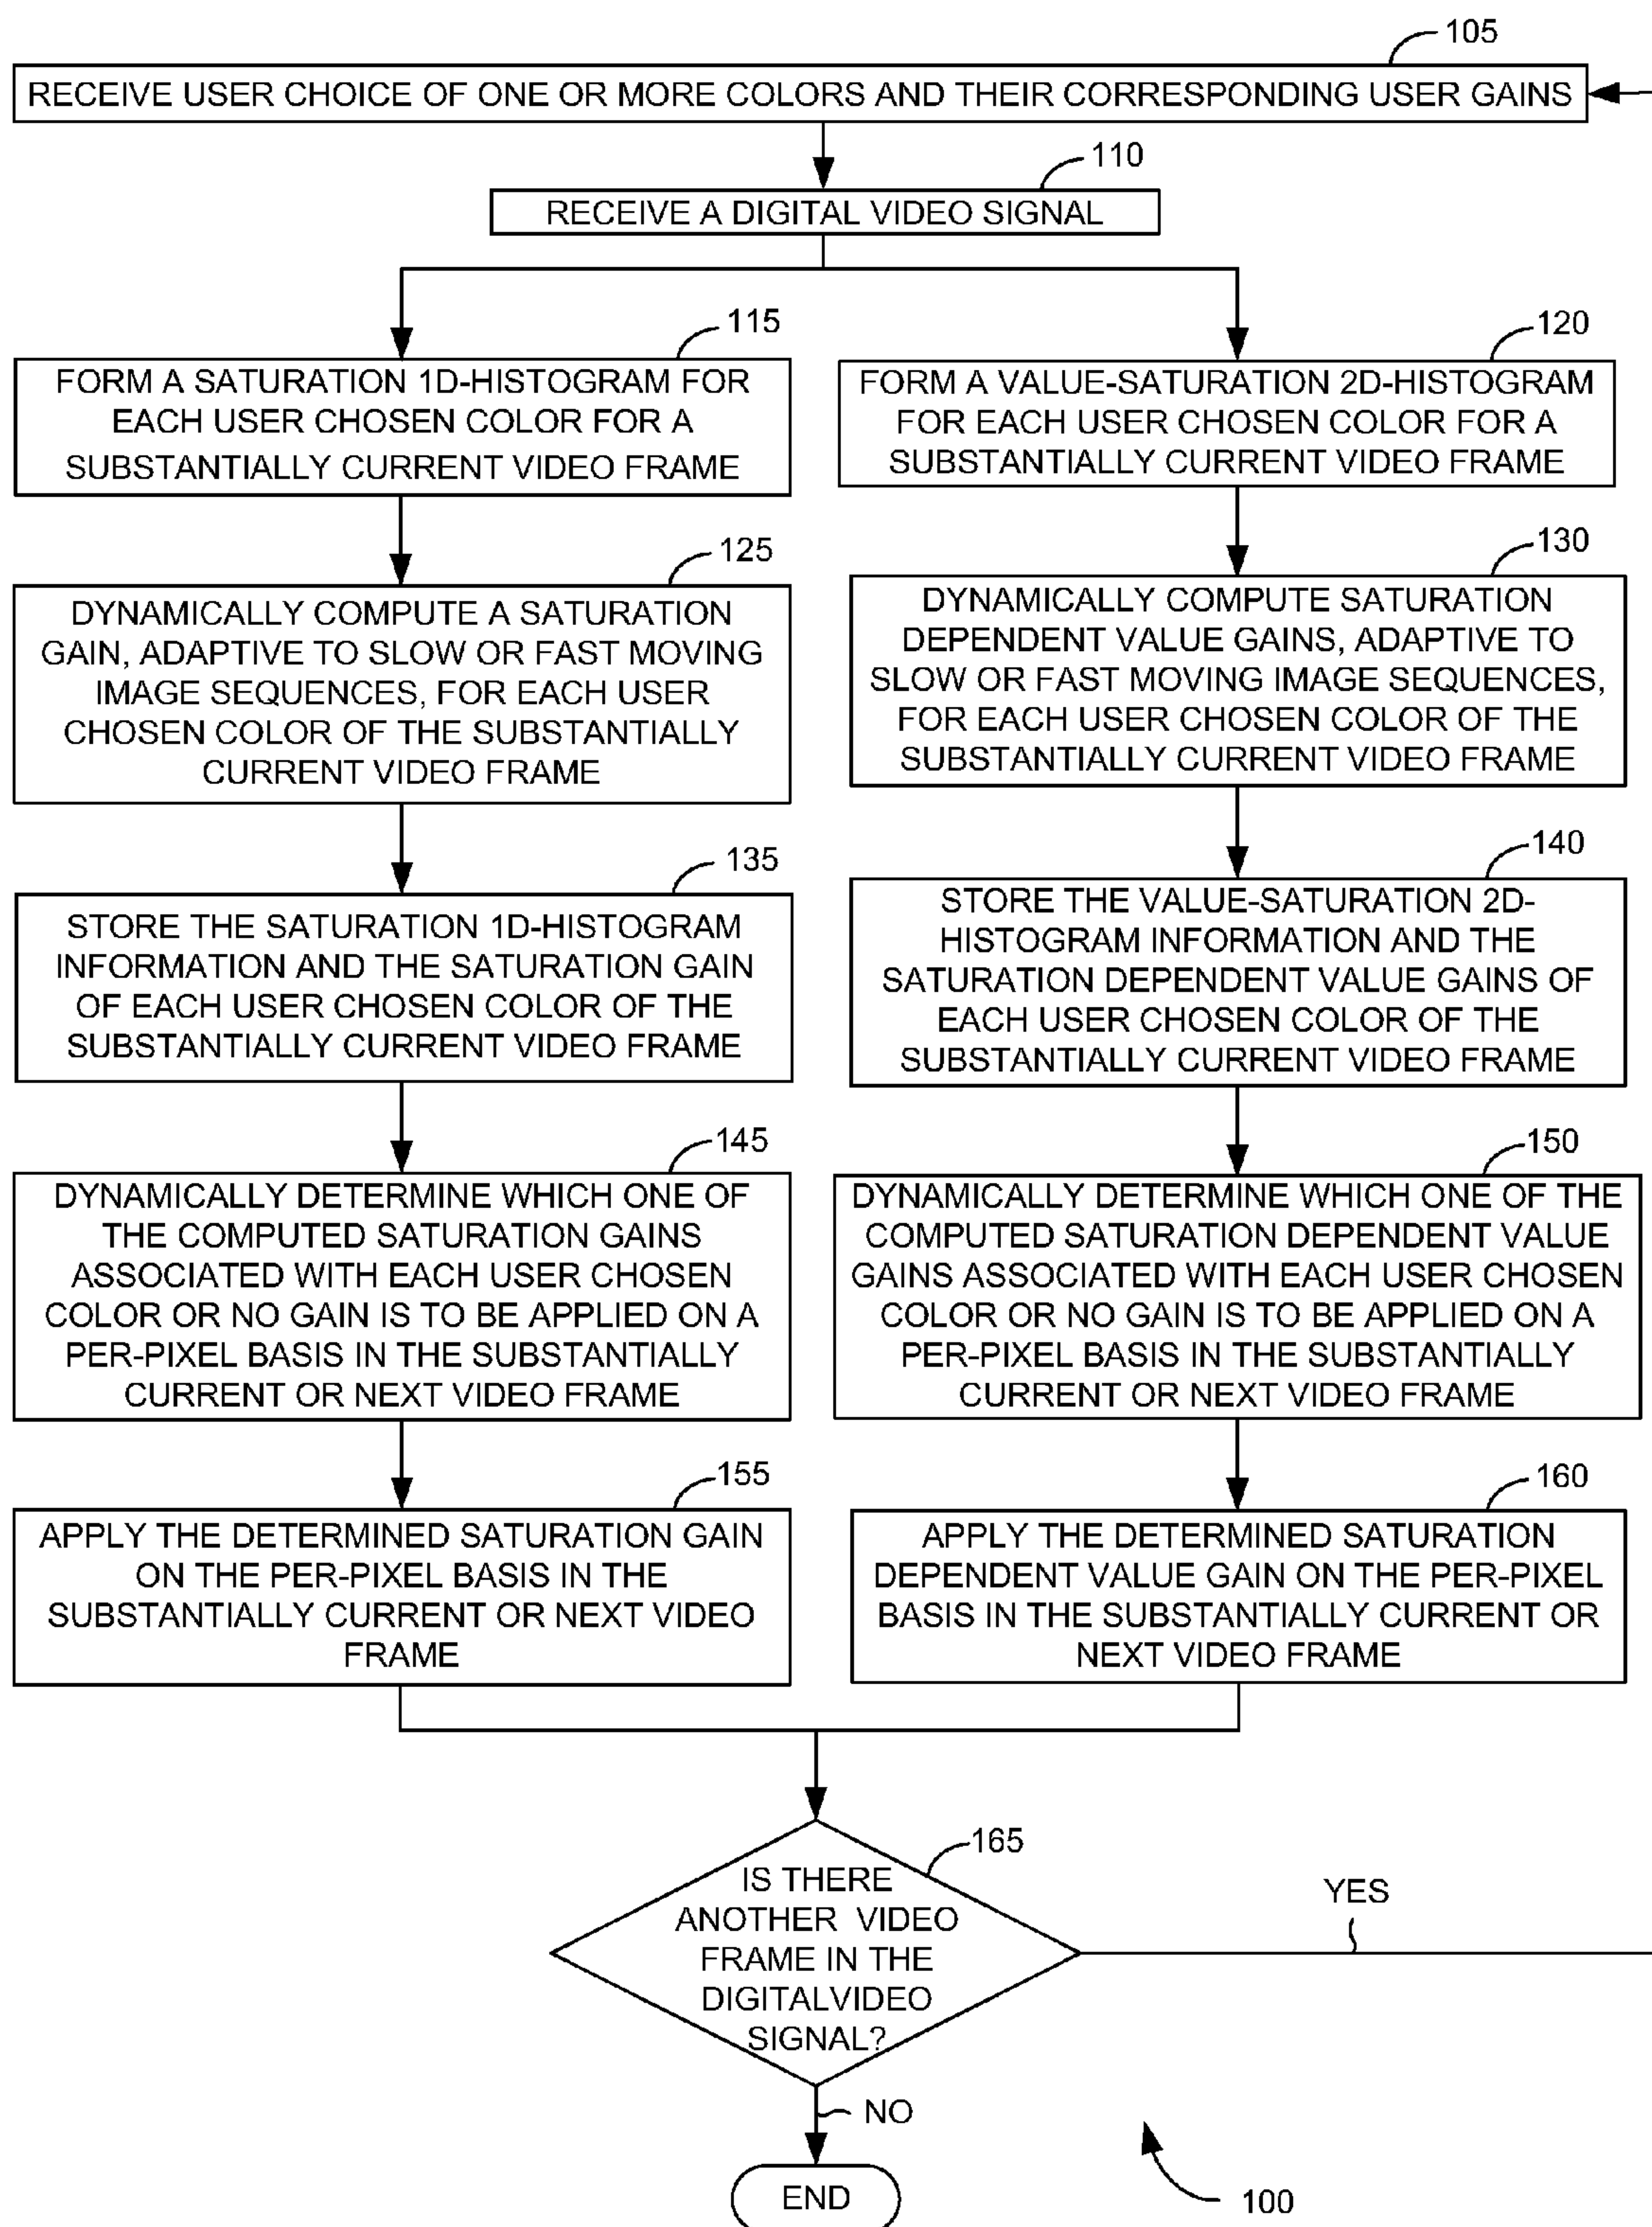 105
RECEIVE USER CHOICE OF ONE OR MORE COLORS AND THEIR CORRESPONDING USER GAINS
110
RECEIVE A DIGITAL VIDEO SIGNAL
115
FORM A SATURATION 1D-HISTOGRAM FOR
EACH USER CHOSEN COLOR FOR A
SUBSTANTIALLY CURRENT VIDEO FRAME
120
FORM A VALUE-SATURATION 2D-HISTOGRAM
FOR EACH USER CHOSEN COLOR FOR A
SUBSTANTIALLY CURRENT VIDEO FRAME
125
DYNAMICALLY COMPUTE A SATURATION
GAIN, ADAPTIVE TO SLOW OR FAST MOVING
IMAGE SEQUENCES, FOR EACH USER
CHOSEN COLOR OF THE SUBSTANTIALLY
CURRENT VIDEO FRAME
130
DYNAMICALLY COMPUTE SATURATION
DEPENDENT VALUE GAINS, ADAPTIVE TO
SLOW OR FAST MOVING IMAGE SEQUENCES,
FOR EACH USER CHOSEN COLOR OF THE
SUBSTANTIALLY CURRENT VIDEO FRAME
135
STORE THE SATURATION 1D-HISTOGRAM
INFORMATION AND THE SATURATION GAIN
OF EACH USER CHOSEN COLOR OF THE
SUBSTANTIALLY CURRENT VIDEO FRAME
140
STORE THE VALUE-SATURATION 2D-
HISTOGRAM INFORMATION AND THE
SATURATION DEPENDENT VALUE GAINS OF
EACH USER CHOSEN COLOR OF THE
SUBSTANTIALLY CURRENT VIDEO FRAME
145
DYNAMICALLY DETERMINE WHICH ONE OF
THE COMPUTED SATURATION GAINS
ASSOCIATED WITH EACH USER CHOSEN
COLOR OR NO GAIN IS TO BE APPLIED ON A
PER-PIXEL BASIS IN THE SUBSTANTIALLY
CURRENT OR NEXT VIDEO FRAME
150
DYNAMICALLY DETERMINE WHICH ONE OF THE
COMPUTED SATURATION DEPENDENT VALUE
GAINS ASSOCIATED WITH EACH USER CHOSEN
COLOR OR NO GAIN IS TO BE APPLIED ON A
PER-PIXEL BASIS IN THE SUBSTANTIALLY
CURRENT OR NEXT VIDEO FRAME
155
APPLY THE DETERMINED SATURATION GAIN
ON THE PER-PIXEL BASIS IN THE
SUBSTANTIALLY CURRENT OR NEXT VIDEO
FRAME
160
APPLY THE DETERMINED SATURATION
DEPENDENT VALUE GAIN ON THE PER-PIXEL
BASIS IN THE SUBSTANTIALLY CURRENT OR
NEXT VIDEO FRAME
165
IS THERE
ANOTHER VIDEO
FRAME IN THE
DIGITALVIDEO
SIGNAL?
YES
NO
END
100